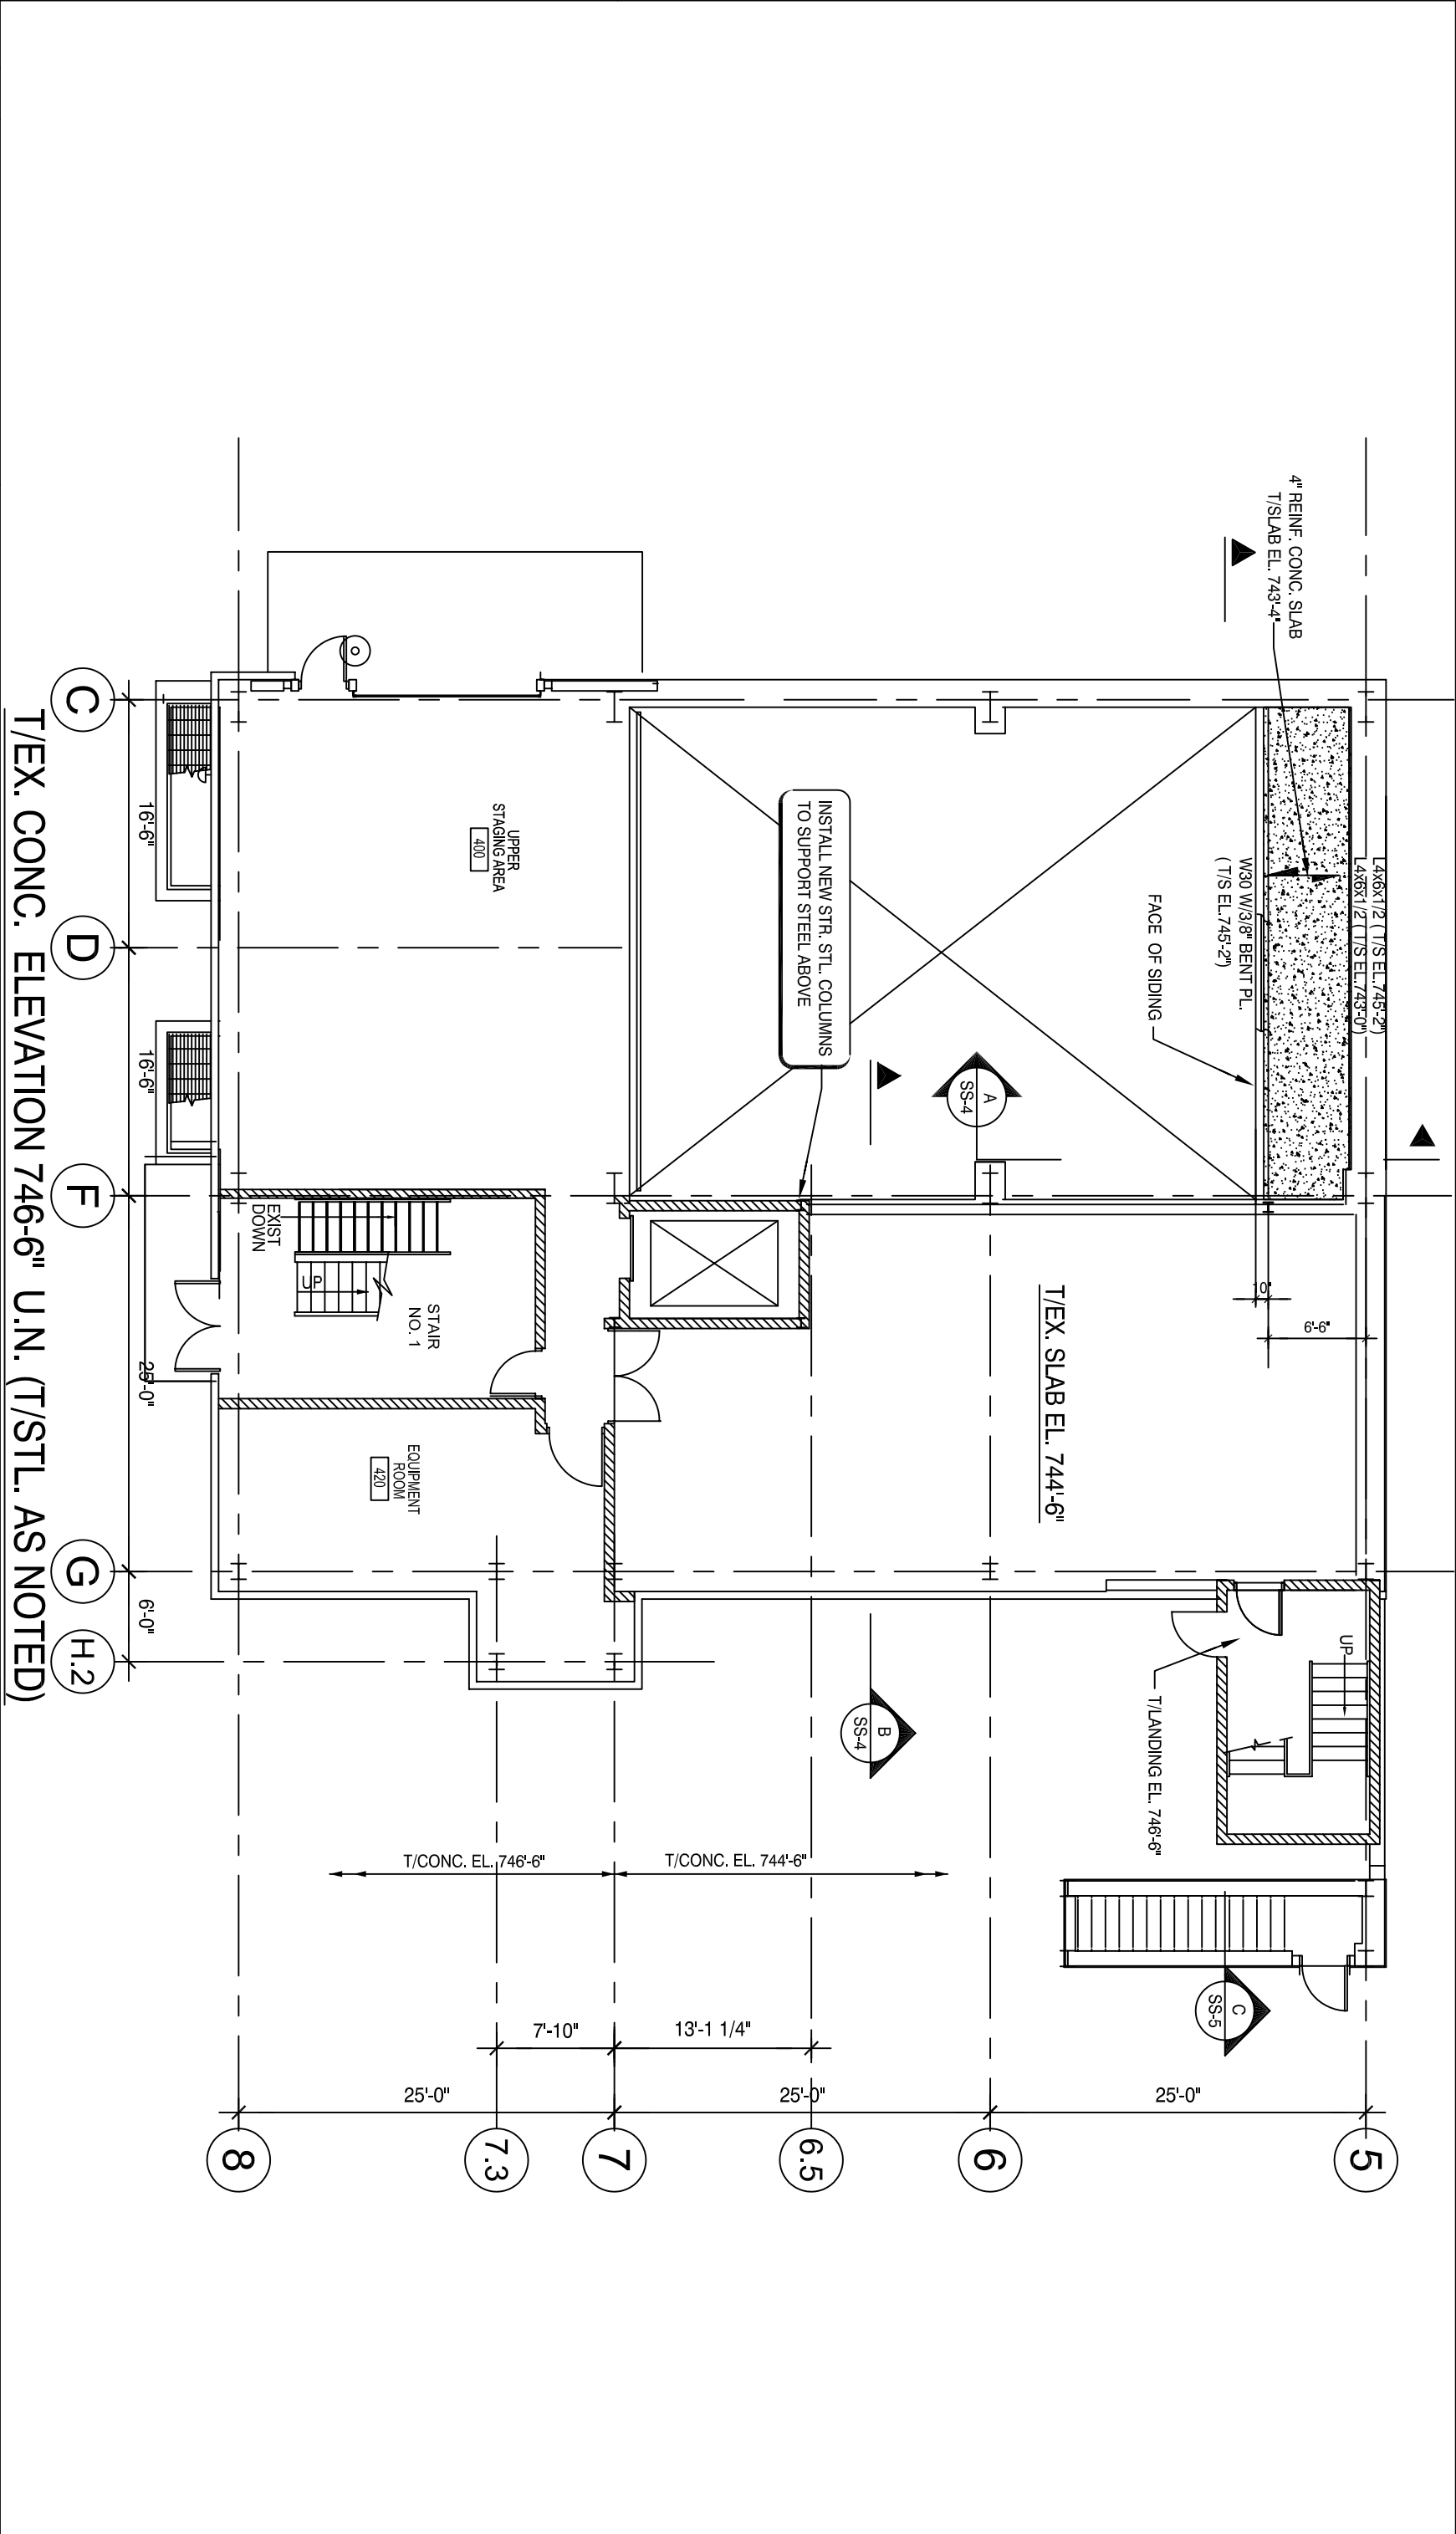 4" REINF. CONC. SLAB
T/SLAB EL. 743'-4"
L4x6x1/2 ( T/S EL.745'-2")
L4x6x1/2 ( T/S EL.743'-0")
W30 W/3/8" BENT PL.
( T/S EL.745'-2")
FACE OF SIDING
INSTALL NEW STR. STL. COLUMNS
TO SUPPORT STEEL ABOVE
A
SS-4
10"
6'-6"
T/EX. SLAB EL. 744'-6"
UP
T/LANDING EL. 746'-6"
B
SS-4
C
SS-5
UPPER
STAGING AREA
400
EXIST
DOWN
UP
STAIR
NO. 1
EQUIPMENT
ROOM
420
T/CONC. EL. 746'-6"
T/CONC. EL. 744'-6"
7'-10"
13'-1 1/4"
25'-0"
25'-0"
25'-0"
8
7.3
7
6.5
6
5
16'-6"
16'-6"
25'-0"
6'-0"
C
D
F
G
H.2
T/EX. CONC. ELEVATION 746-6" U.N. (T/STL. AS NOTED)